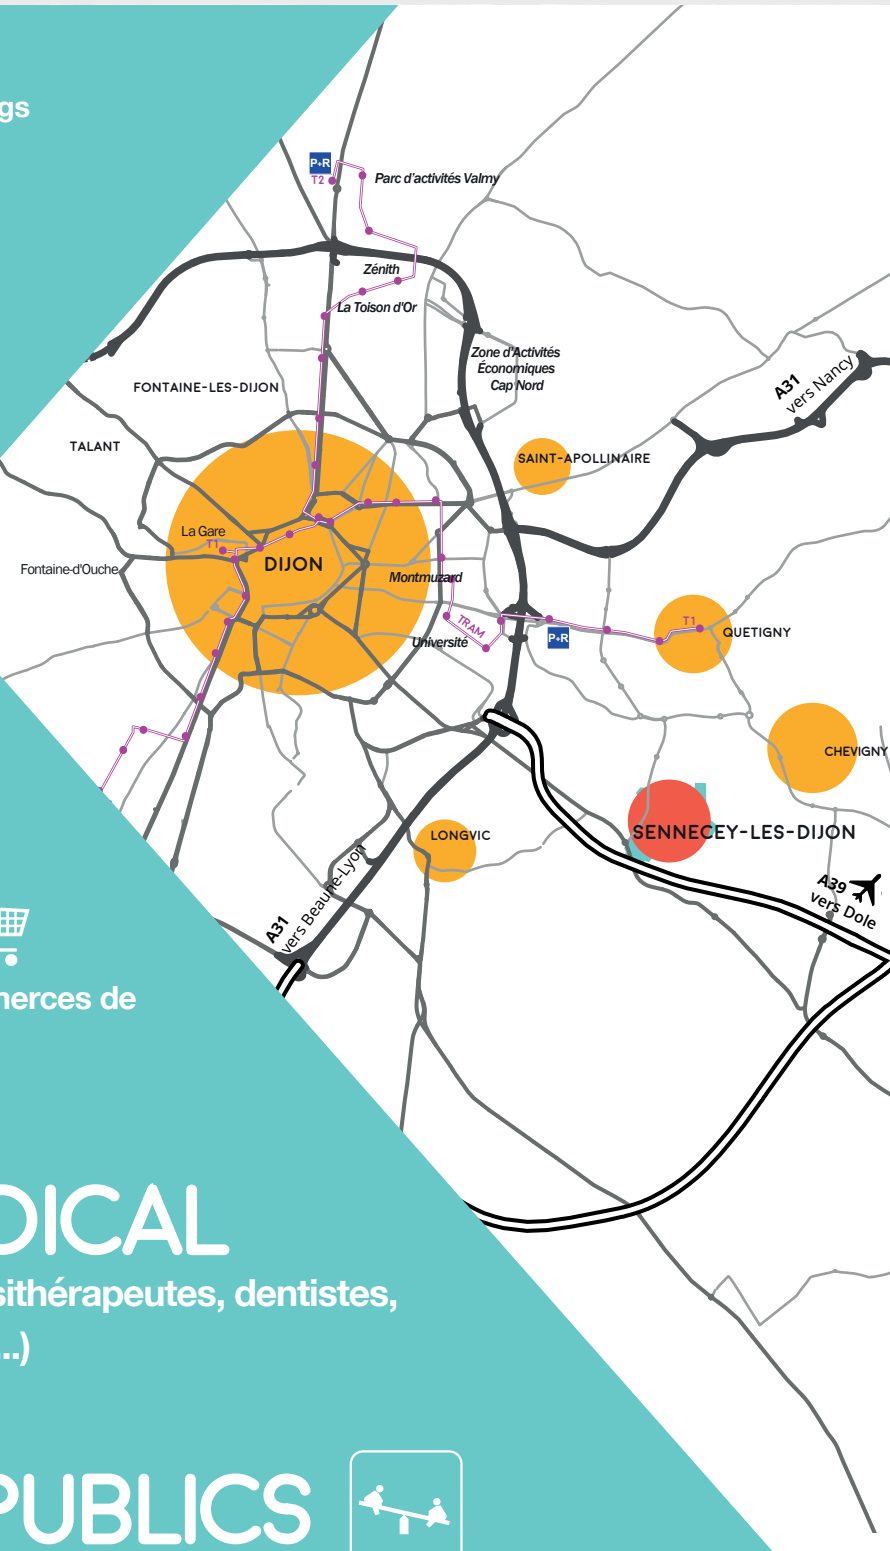 gs
P+R
T2
Parc d'activités Valmy
Zénith
La Toison d'Or
Zone d'Activités
Économiques
Cap Nord
A31
vers Nancy
FONTAINE-LES-DIJON
TALANT
SAINT-APOLLINAIRE
La Gare
T1
DIJON
Fontaine-d'Ouche
Montmuzard
TRAM
Université
P+R
T1
QUETIGNY
CHEVIGNY
LONGVIC
SENNECEY-LES-DIJON
A39
vers Dole
A31
vers Beaune-Lyon
merces de
DICAL
sithérapeutes, dentistes,
...)
PUBLICS